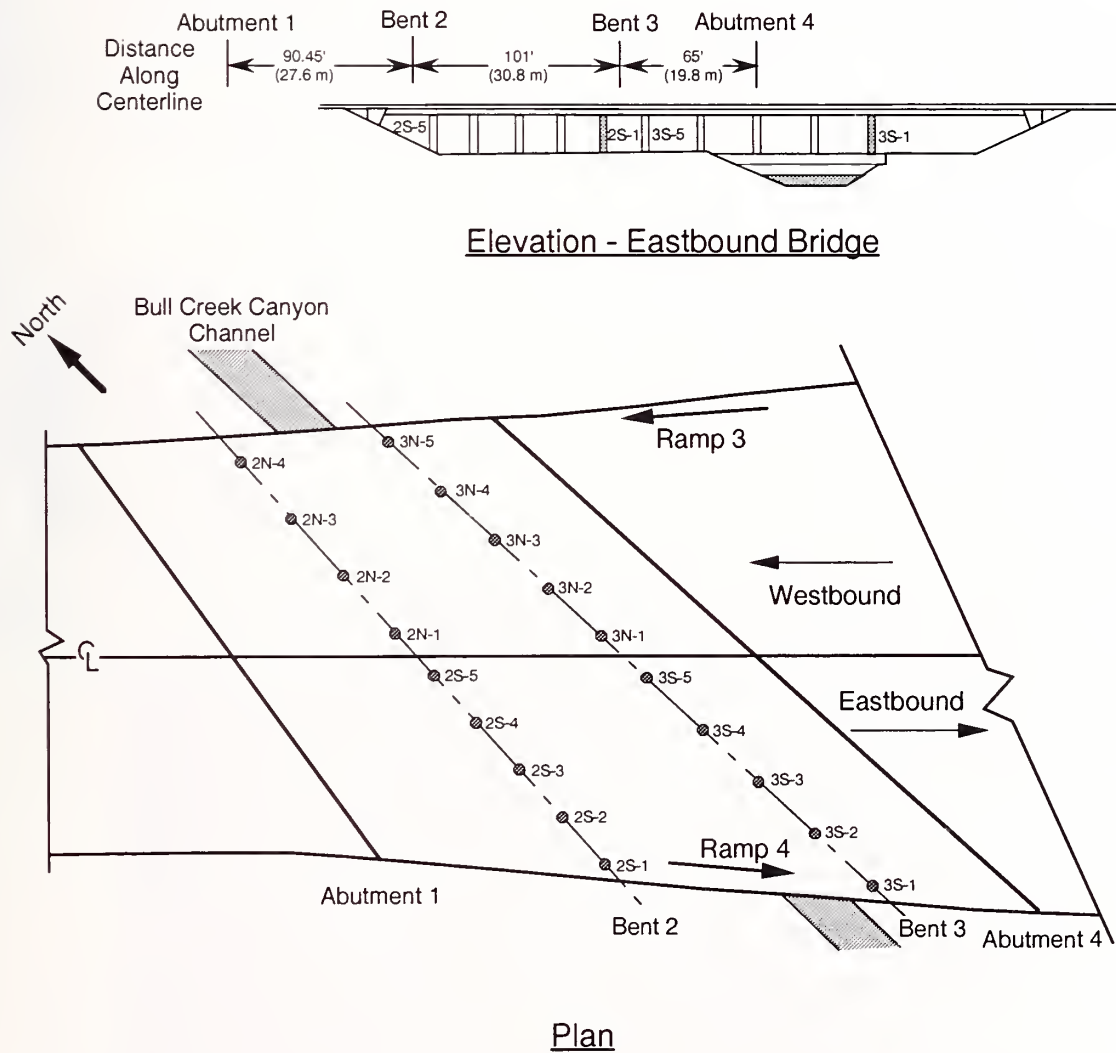 Abutment 1
Bent 2
Bent 3
Abutment 4
Distance
Along
Centerline
90.45'
(27.6 m)
101'
(30.8 m)
65'
(19.8 m)
2S-5
2S-1
3S-5
3S-1
Elevation - Eastbound Bridge
North
Bull Creek Canyon
Channel
Ramp 3
3N-5
2N-4
3N-4
2N-3
3N-3
Westbound
2N-2
3N-2
2N-1
3N-1
CL
2S-5
3S-5
Eastbound
2S-4
3S-4
2S-3
3S-3
2S-2
3S-2
Ramp 4
2S-1
3S-1
Abutment 1
Bent 2
Bent 3
Abutment 4
Plan